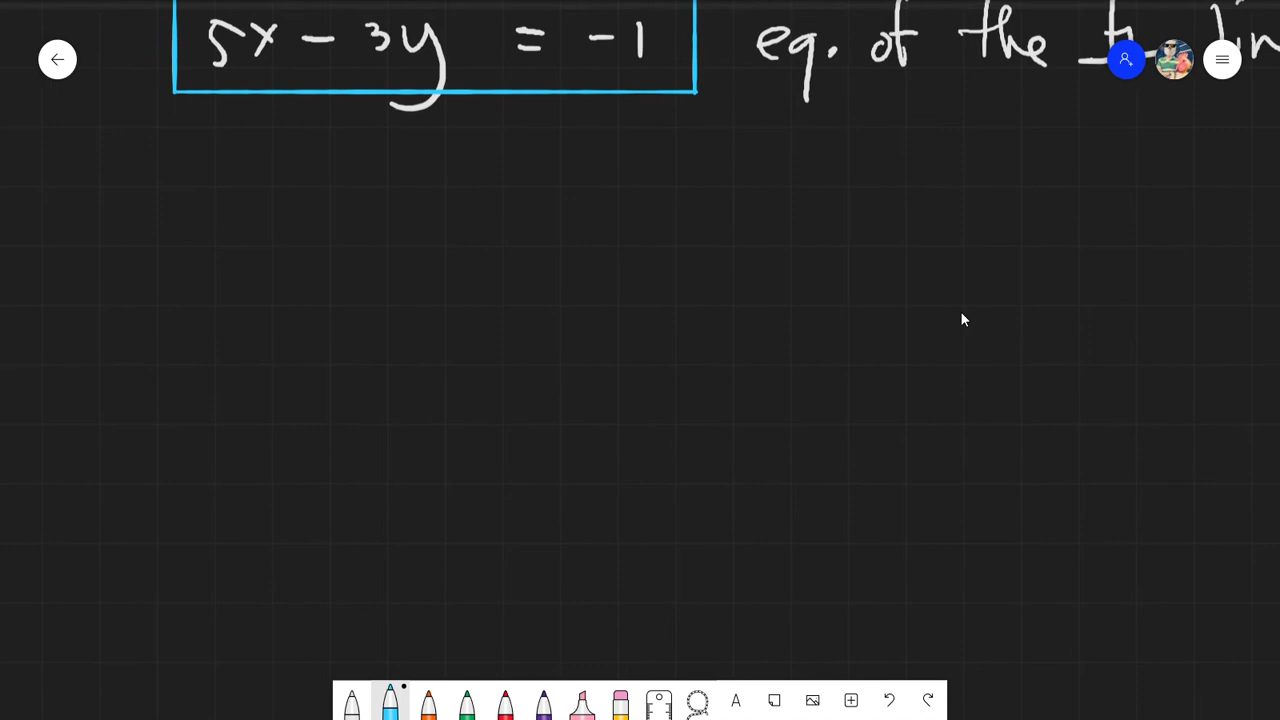 5x - 3y = -1 eq. of the